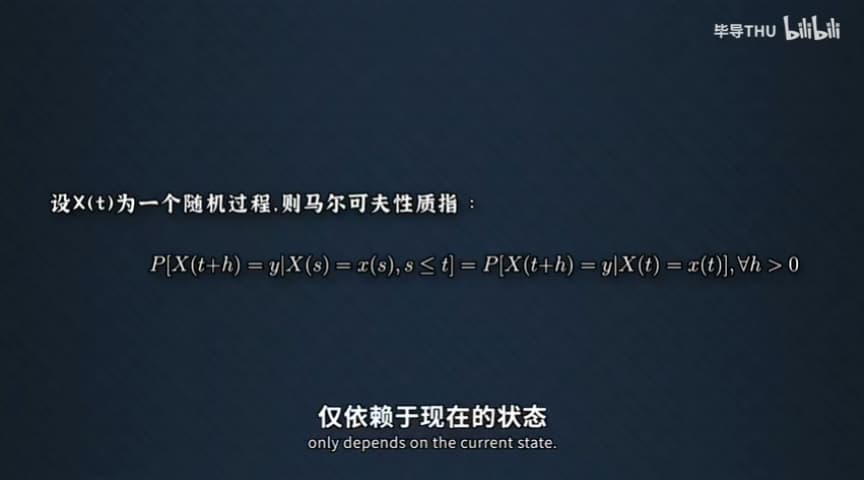 毕导THU bilibili
设X(t)为一个随机过程,则马尔可夫性质指：
P[X(t+h) = y|X(s) = x(s), s ≤ t] = P[X(t+h) = y|X(t) = x(t)], ∀h > 0
仅依赖于现在的状态
only depends on the current state.